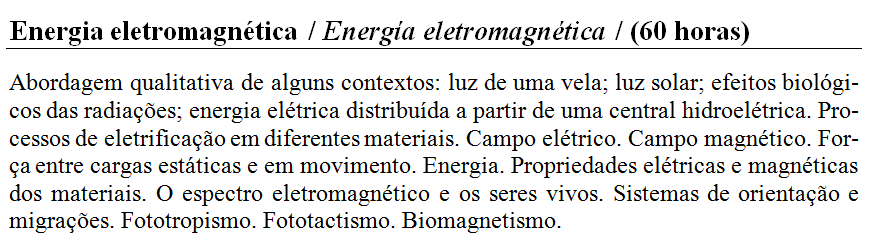 Energia eletromagnética / Energía eletromagnética / (60 horas)
Abordagem qualitativa de alguns contextos: luz de uma vela; luz solar; efeitos biológi-
cos das radiações; energia elétrica distribuída a partir de uma central hidroelétrica. Pro-
cessos de eletrificação em diferentes materiais. Campo elétrico. Campo magnético. For-
ça entre cargas estáticas e em movimento. Energia. Propriedades elétricas e magnéticas
dos materiais. O espectro eletromagnético e os seres vivos. Sistemas de orientação e
migrações. Fototropismo. Fototactismo. Biomagnetismo.